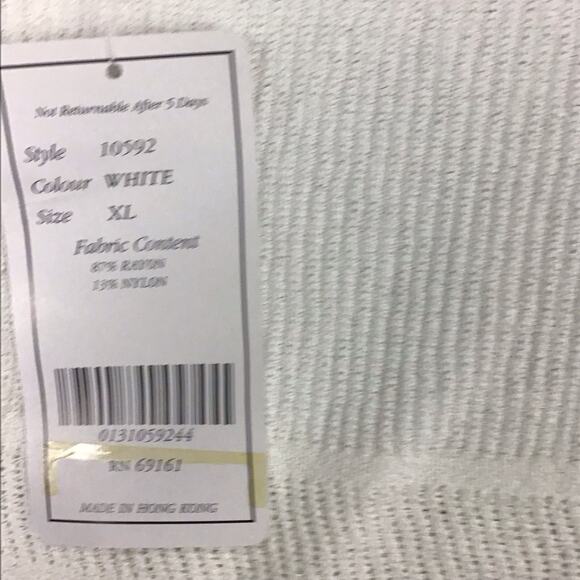 Not Returnable After 5 Days
Style 10592
Colour WHITE
Size XL
Fabric Content
87% RAYON
13% NYLON
0131059244
RN 69161
MADE IN HONG KONG